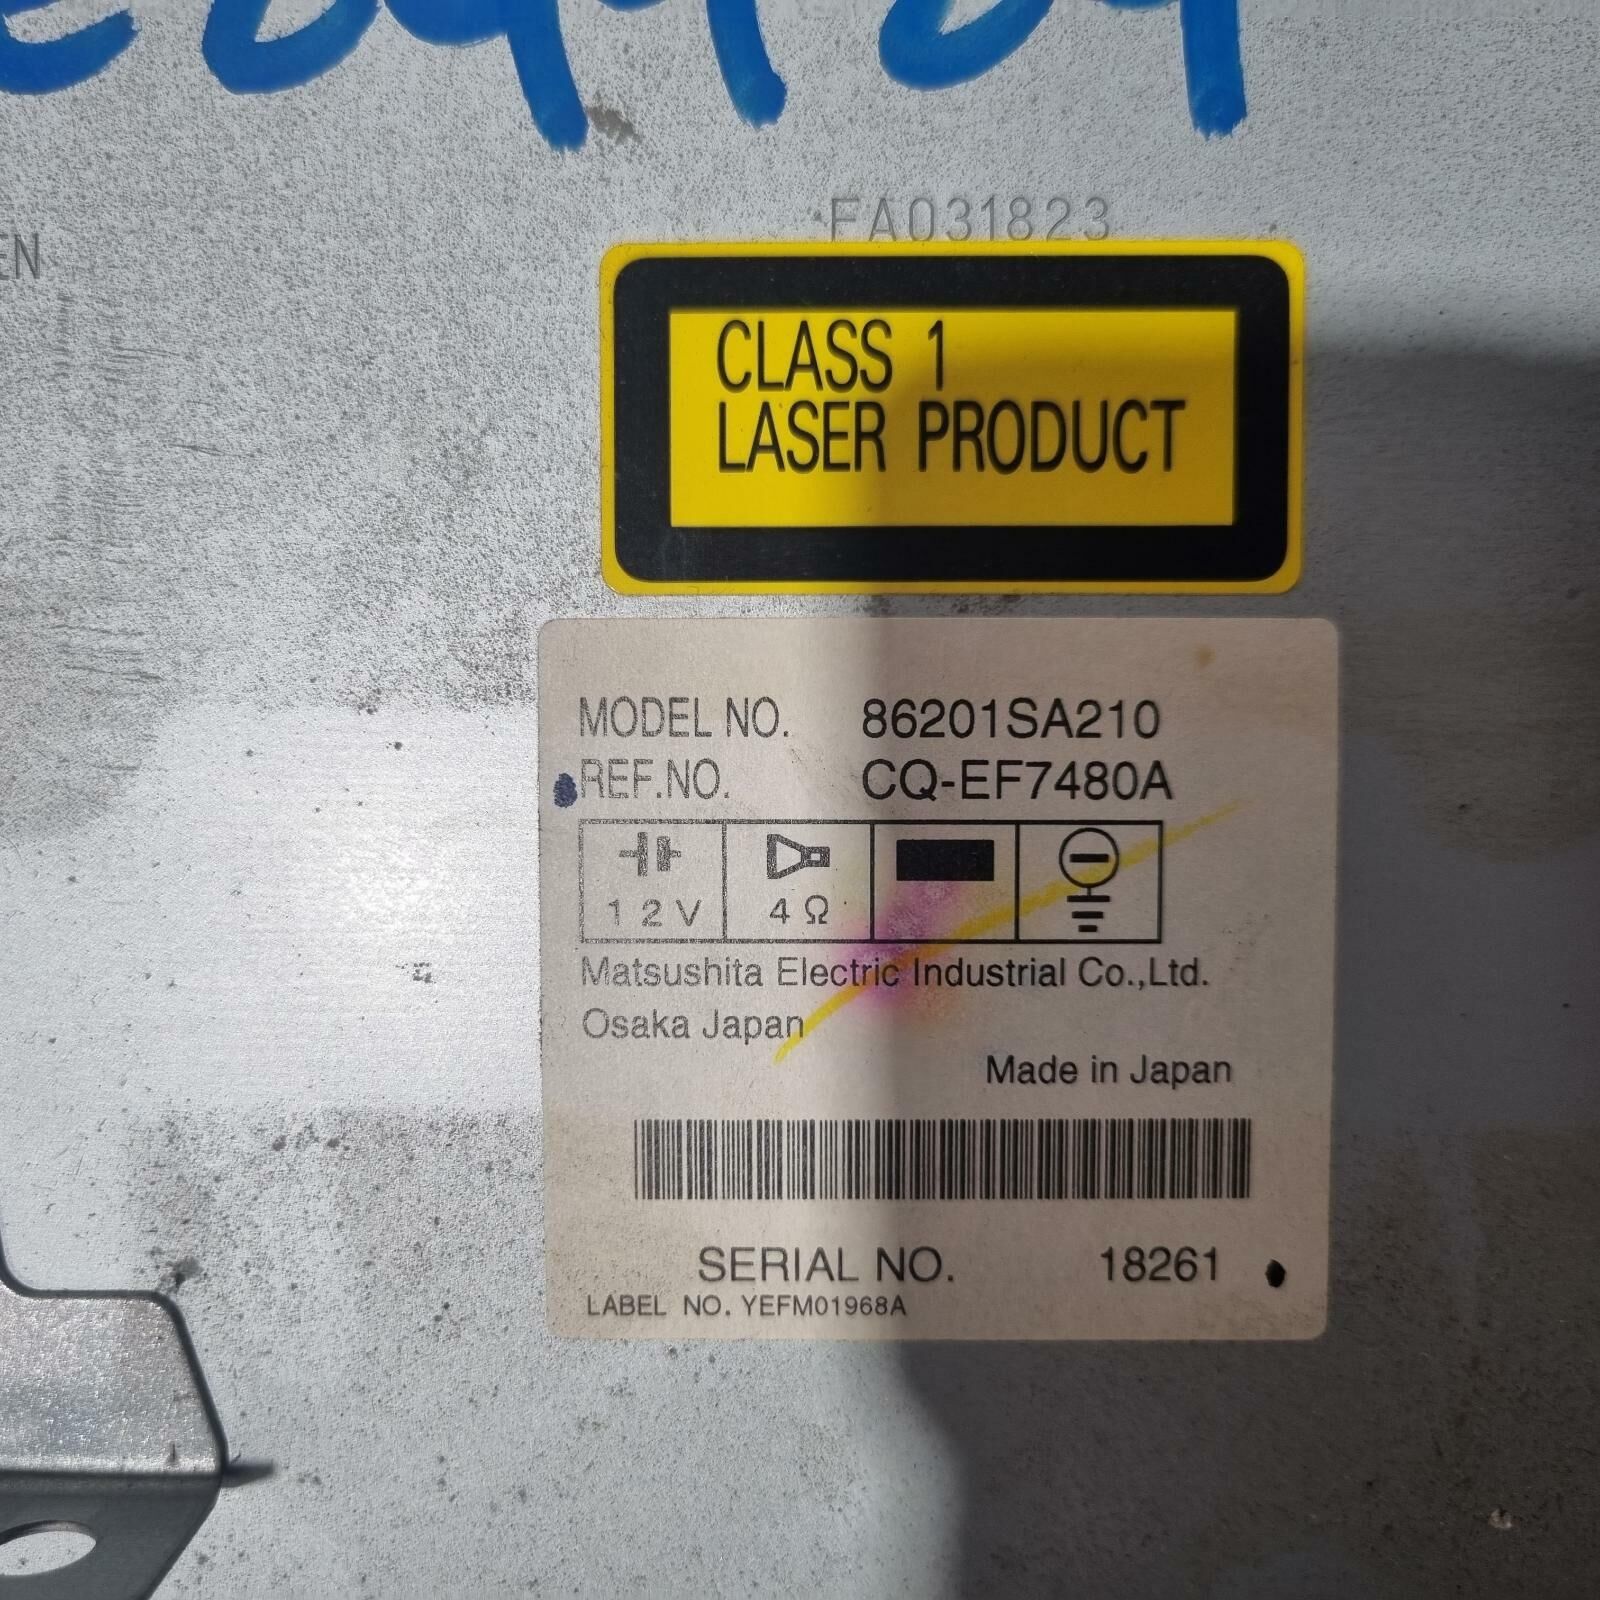 FA031823
EN
CLASS 1
LASER PRODUCT
MODEL NO. 86201SA210
REF.NO. CQ-EF7480A
12V 4Ω
Matsushita Electric Industrial Co.,Ltd.
Osaka Japan
Made in Japan
SERIAL NO. 18261
LABEL NO. YEFM01968A